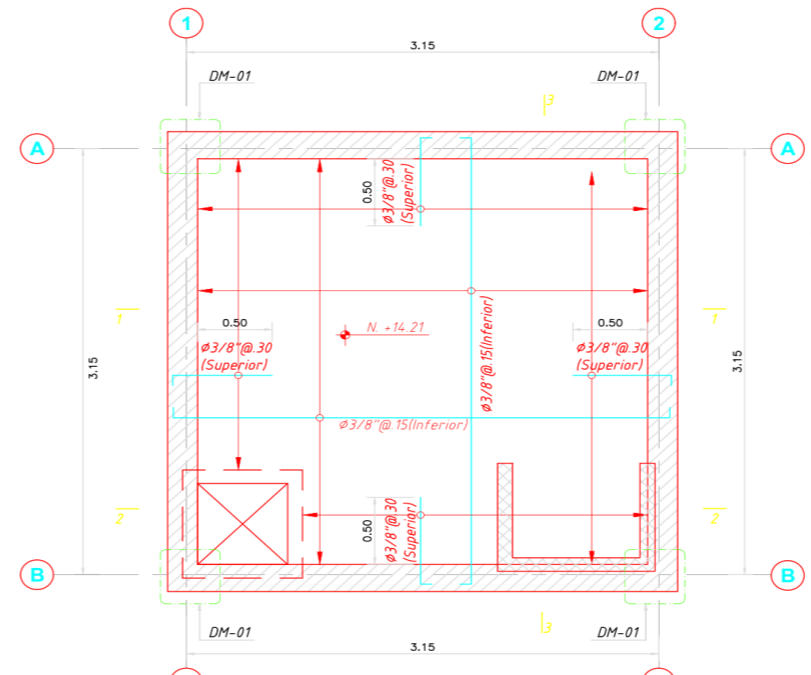 1
2
3.15
DM-01
DM-01
3
A
A
0.50
Ø3/8"@.30
(Superior)
N. +14.21
1
0.50
0.50
1
Ø3/8"@.30
(Superior)
Ø3/8"@.30
(Superior)
Ø3/8"@.15(Inferior)
3.15
3.15
Ø3/8"@.15(Inferior)
2
0.50
Ø3/8"@.30
(Superior)
2
B
B
DM-01
3
DM-01
3.15